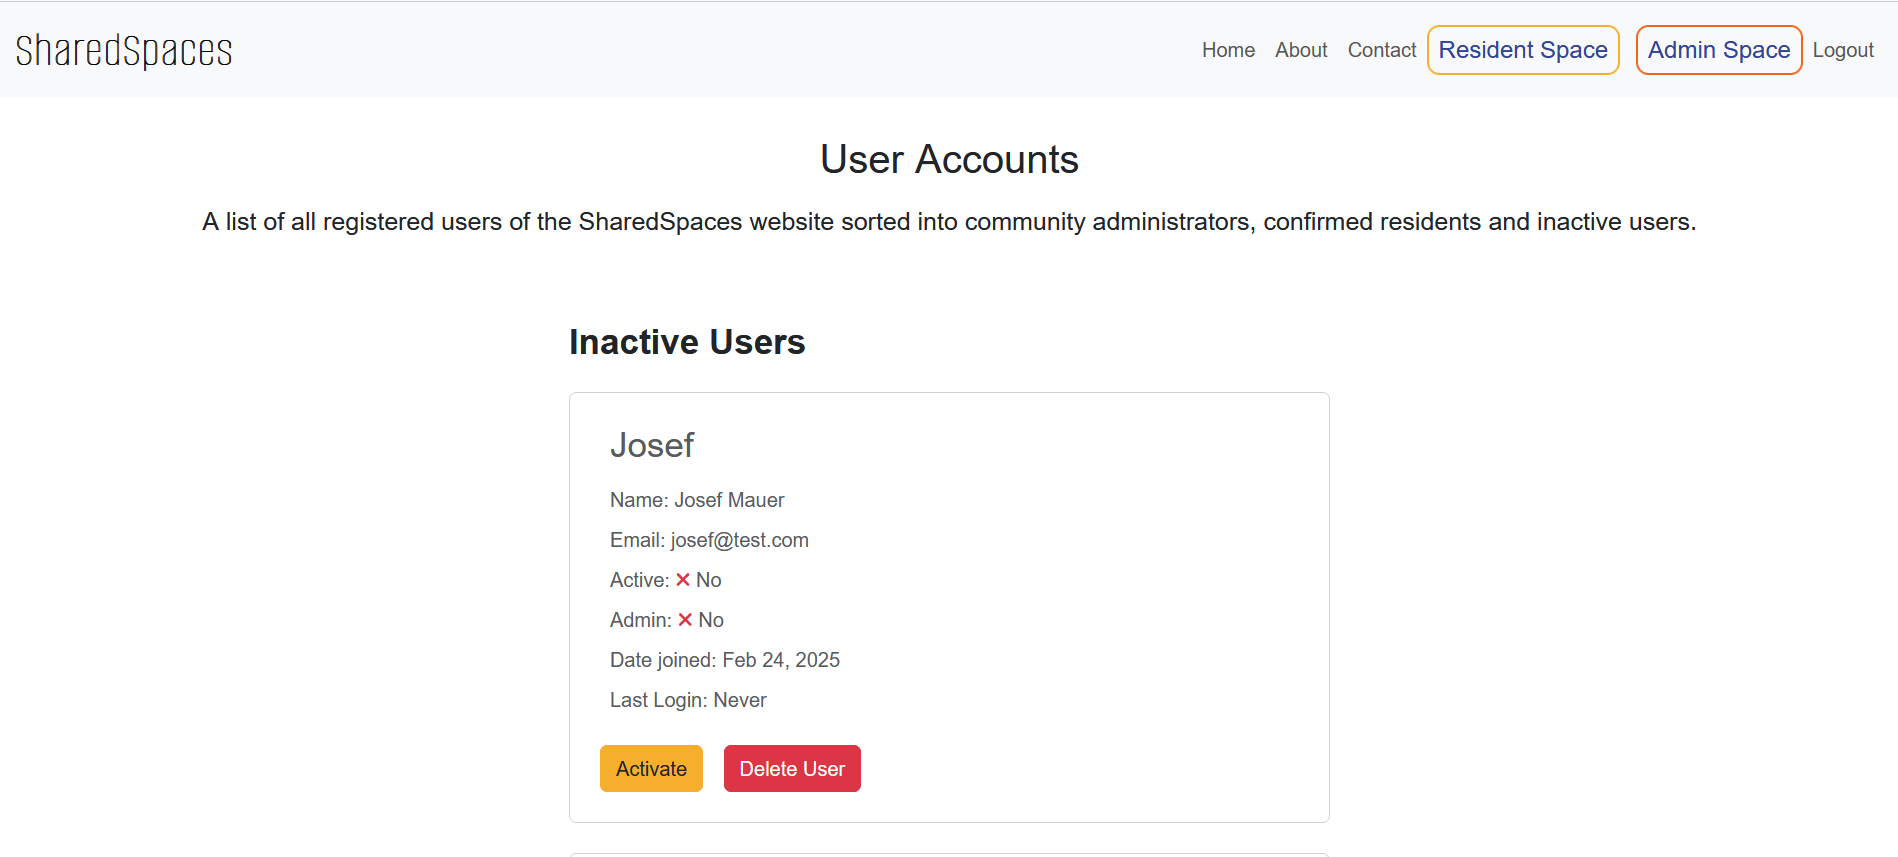 SharedSpaces
Home About Contact Resident Space Admin Space Logout
User Accounts
A list of all registered users of the SharedSpaces website sorted into community administrators, confirmed residents and inactive users.
Inactive Users
Josef
Name: Josef Mauer
Email: josef@test.com
Active: ✕ No
Admin: ✕ No
Date joined: Feb 24, 2025
Last Login: Never
Activate Delete User